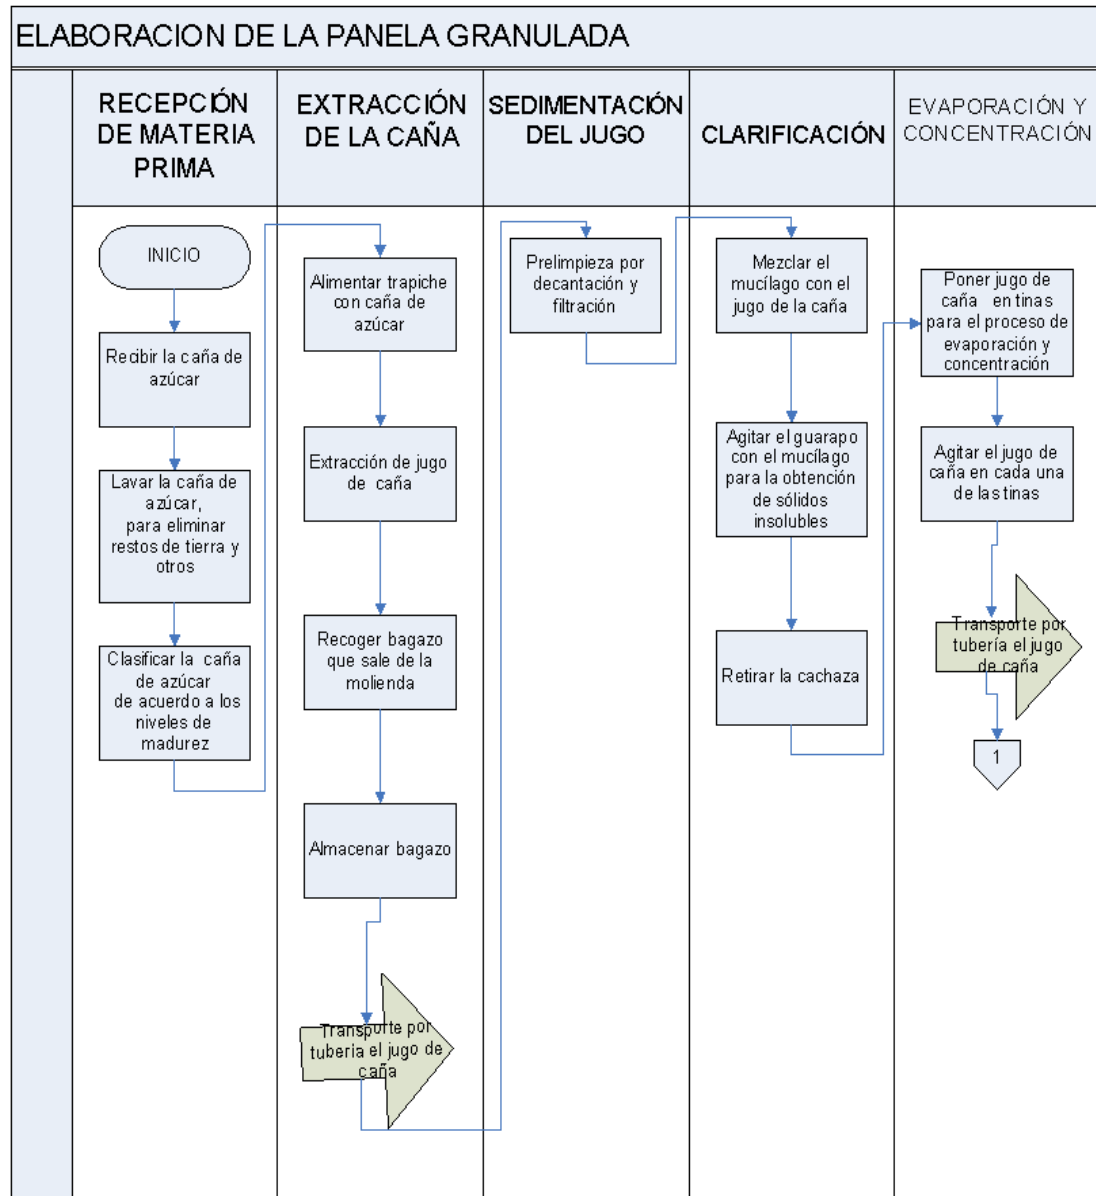 ELABORACION DE LA PANELA GRANULADA
RECEPCIÓN
DE MATERIA
PRIMA
EXTRACCIÓN
DE LA CAÑA
SEDIMENTACIÓN
DEL JUGO
CLARIFICACIÓN
EVAPORACIÓN Y
CONCENTRACIÓN
INICIO
Recibir la caña de
azúcar
Lavar la caña de
azúcar,
para eliminar
restos de tierra y
otros
Clasificar la caña
de azúcar
de acuerdo a los
niveles de
madurez
Alimentar trapiche
con caña de
azúcar
Extracción de jugo
de caña
Recoger bagazo
que sale de la
molienda
Almacenar bagazo
Transporte por
tuberia el jugo de
caña
Prelimpieza por
decantación y
filtración
Mezclar el
mucílago con el
jugo de la caña
Agitar el guarapo
con el mucílago
para la obtención
de sólidos
insolubles
Retirar la cachaza
Poner jugo de
caña en tinas
para el proceso de
evaporación y
concentración
Agitar el jugo de
caña en cada una
de las tinas
Transporte por
tubería el jugo
de caña
1